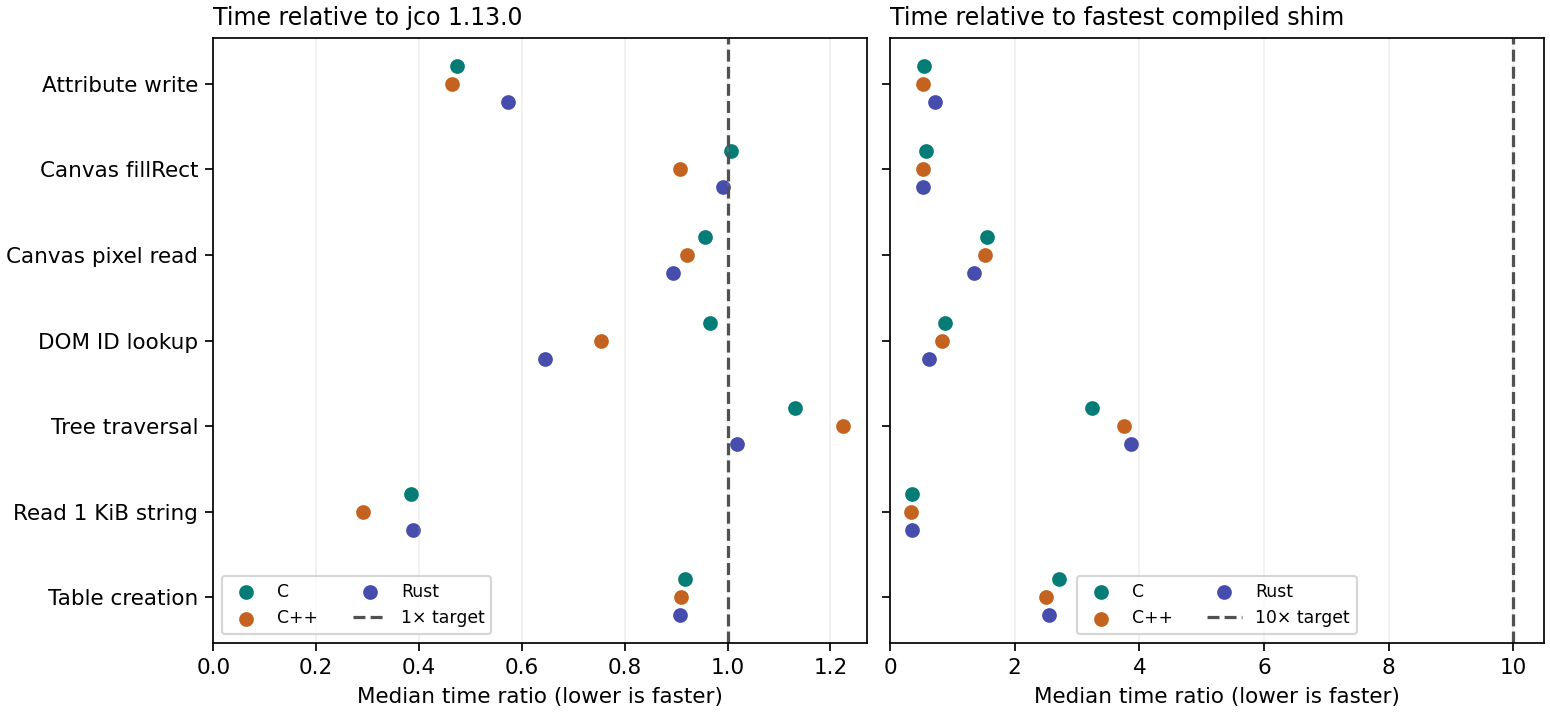 Time relative to jco 1.13.0
Time relative to fastest compiled shim
Attribute write
Canvas fillRect
Canvas pixel read
DOM ID lookup
Tree traversal
Read 1 KiB string
Table creation
C
C++
Rust
1× target
C
C++
Rust
10× target
0.0 0.2 0.4 0.6 0.8 1.0 1.2
0 2 4 6 8 10
Median time ratio (lower is faster)
Median time ratio (lower is faster)